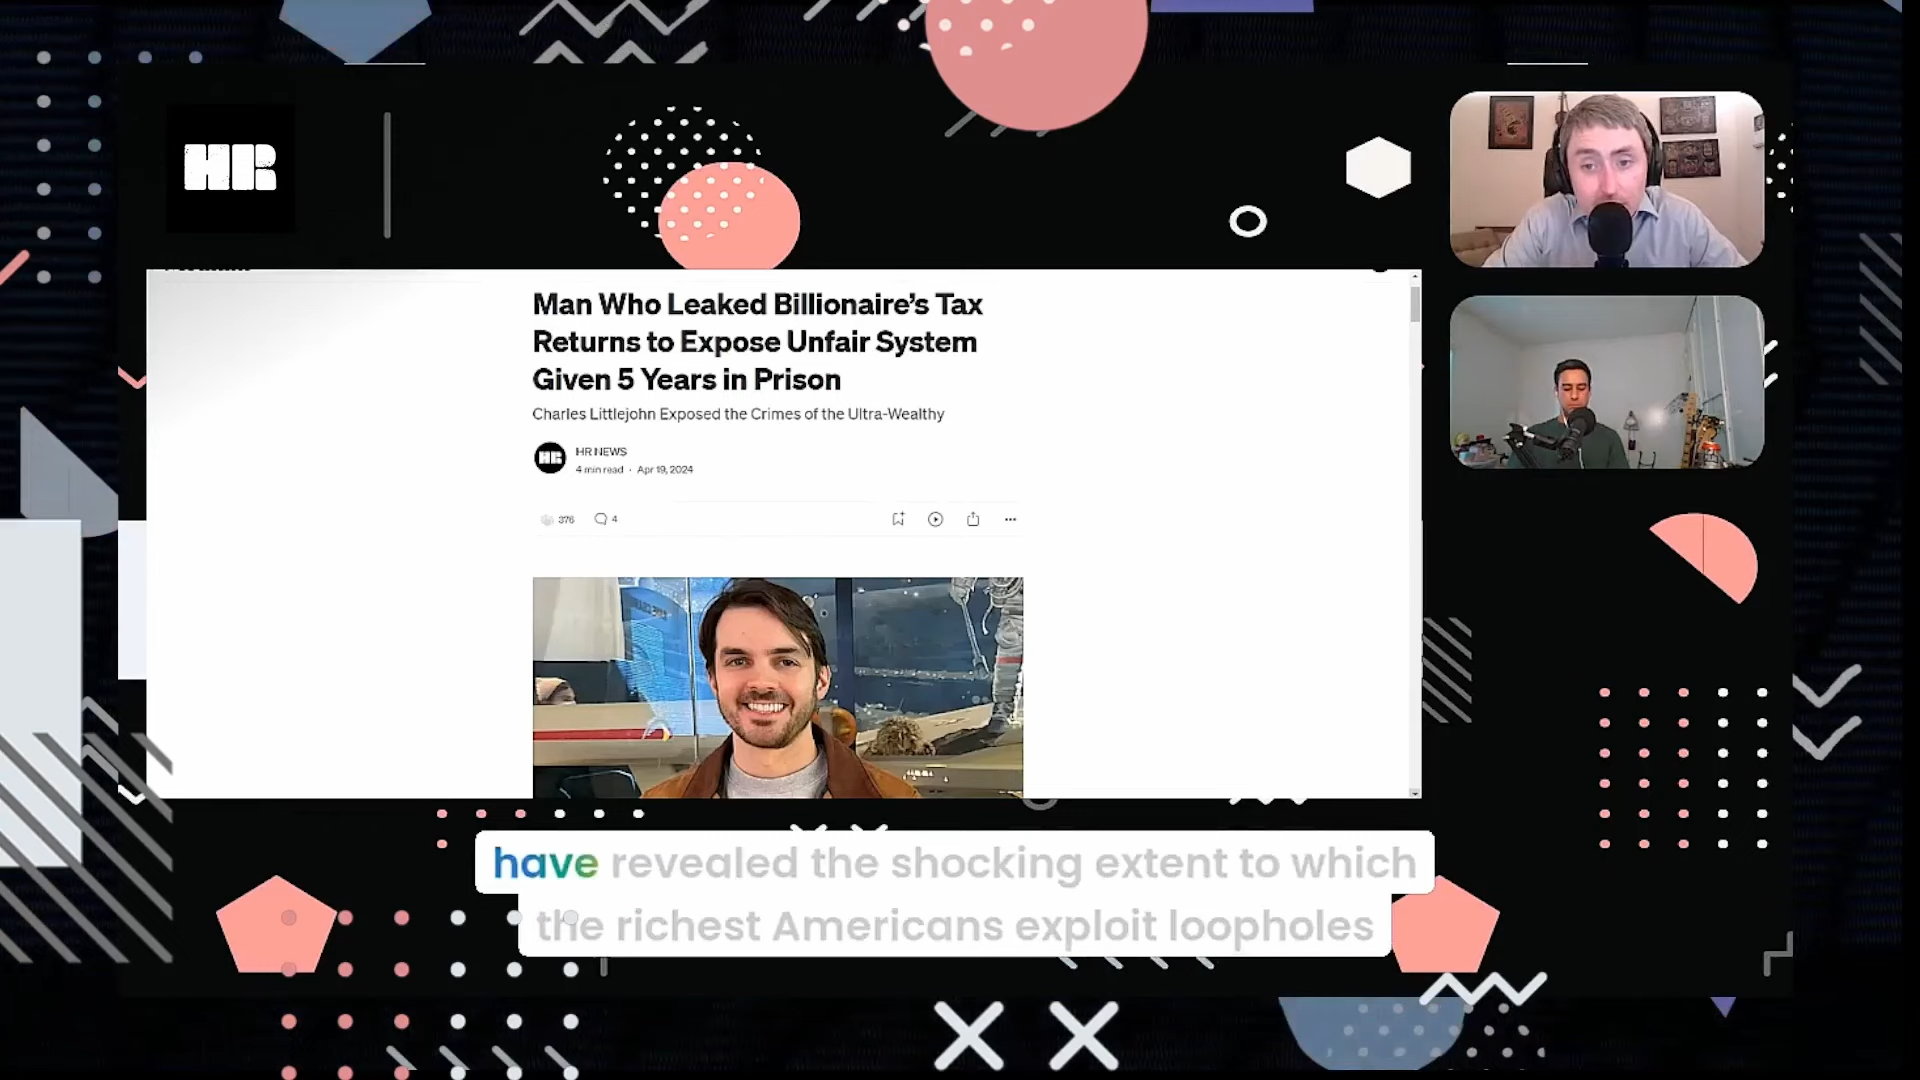 HR
Man Who Leaked Billionaire’s Tax
Returns to Expose Unfair System
Given 5 Years in Prison
Charles Littlejohn Exposed the Crimes of the Ultra-Wealthy
HR
HR NEWS
4 min read · Apr 19, 2024
376 4
have revealed the shocking extent to which
the richest Americans exploit loopholes